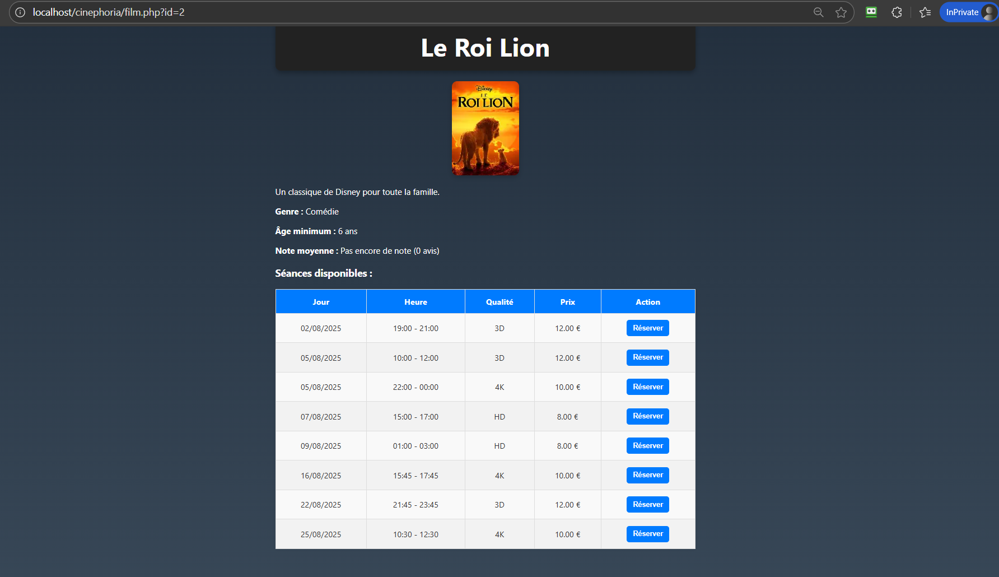 localhost/cinephoria/film.php?id=2
InPrivate
Le Roi Lion
Disney
LE
ROI LION
Un classique de Disney pour toute la famille.
Genre : Comédie
Âge minimum : 6 ans
Note moyenne : Pas encore de note (0 avis)
Séances disponibles :
Jour Heure Qualité Prix Action
02/08/2025 19:00 - 21:00 3D 12.00 € Réserver
05/08/2025 10:00 - 12:00 3D 12.00 € Réserver
05/08/2025 22:00 - 00:00 4K 10.00 € Réserver
07/08/2025 15:00 - 17:00 HD 8.00 € Réserver
09/08/2025 01:00 - 03:00 HD 8.00 € Réserver
16/08/2025 15:45 - 17:45 4K 10.00 € Réserver
22/08/2025 21:45 - 23:45 3D 12.00 € Réserver
25/08/2025 10:30 - 12:30 4K 10.00 € Réserver